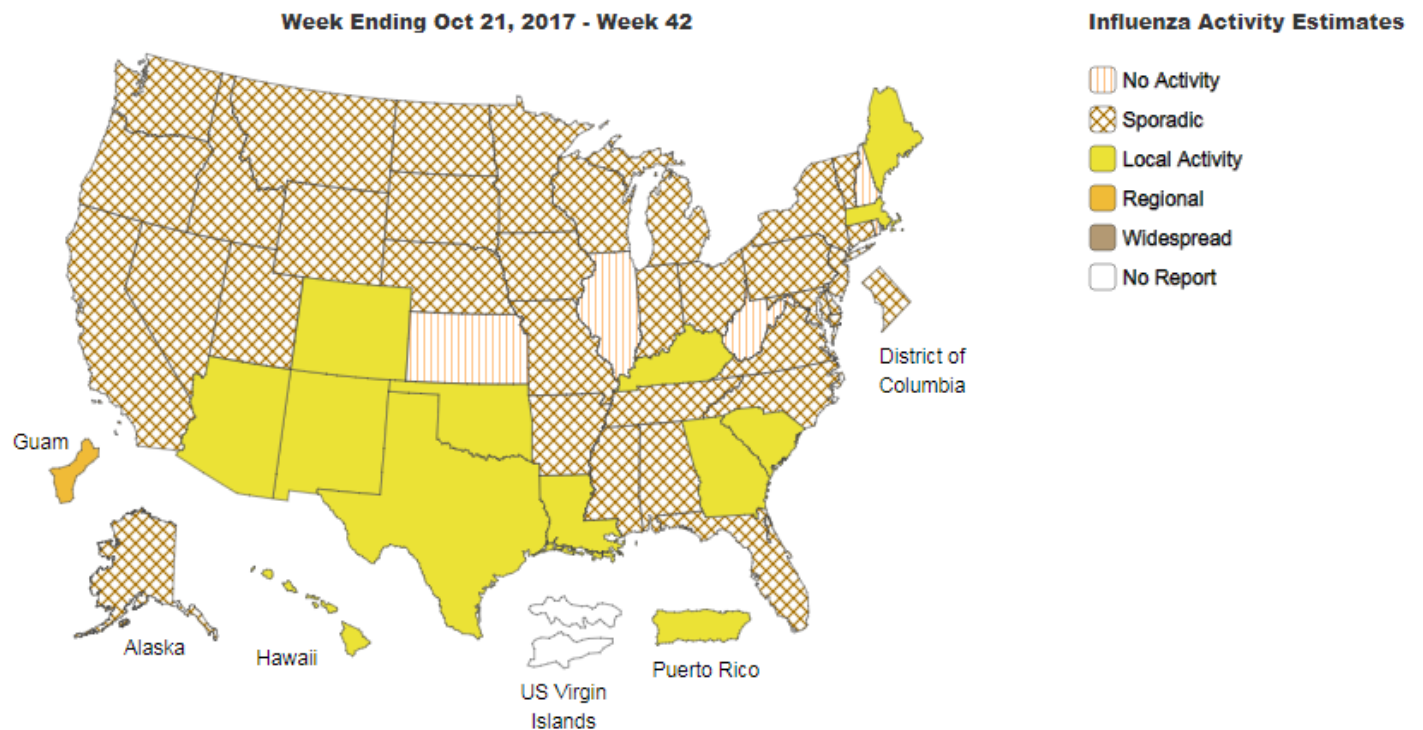 Week Ending Oct 21, 2017 - Week 42
Influenza Activity Estimates
No Activity
Sporadic
Local Activity
Regional
Widespread
No Report
District of
Columbia
Guam
Alaska
Hawaii
US Virgin
Islands
Puerto Rico